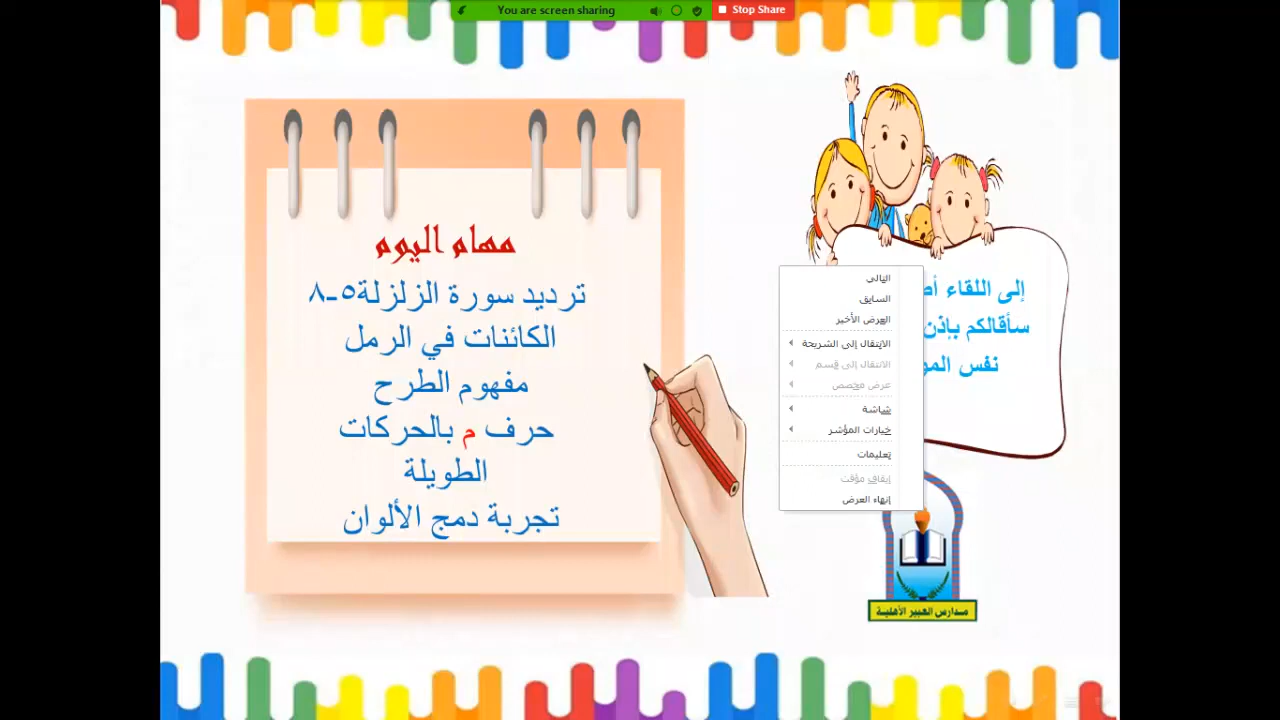 You are screen sharing
Stop Share
مهام اليوم
ترديد سورة الزلزلة٥-٨
الكائنات في الرمل
مفهوم الطرح
حرف م بالحركات
الطويلة
تجربة دمج الألوان
إلى اللقاء
سأقالكم بإذن
نفس
التالي
السابق
العرض الأخير
الانتقال إلى الشريحة
الانتقال إلى قسم
عرض مخصص
شاشة
خيارات المؤشر
تعليمات
إيقاف مؤقت
إنهاء العرض
مدارس العبير الأهلية